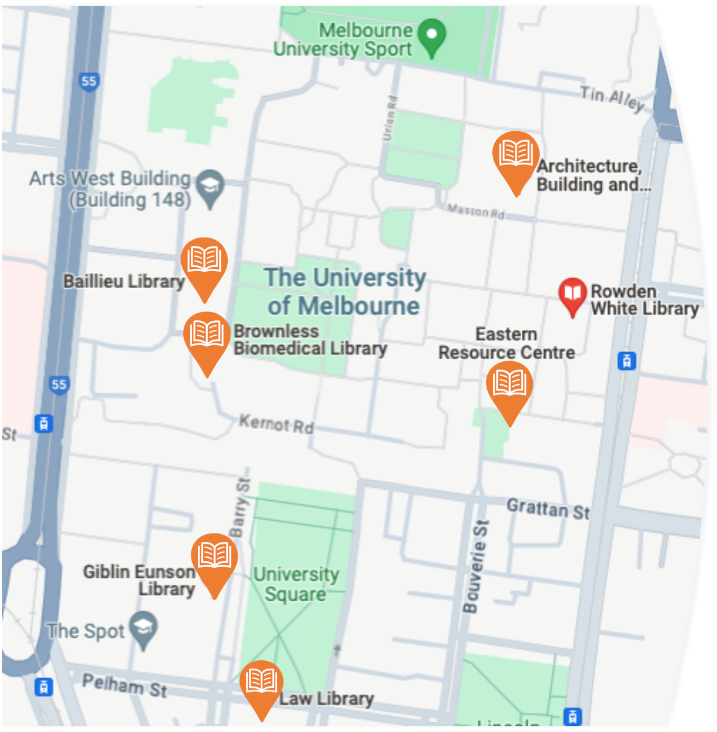 Melbourne
University Sport
55
Tin Alley
Union Rd
Architecture,
Building and...
Arts West Building
(Building 148)
Masson Rd
Baillieu Library
The University
of Melbourne
Rowden
White Library
Brownless
Biomedical Library
Eastern
Resource Centre
55
Kernot Rd
St
Grattan St
Barry St
Bouverie St
Giblin Eunson
Library
University
Square
The Spot
Pelham St
Law Library
Lincoln